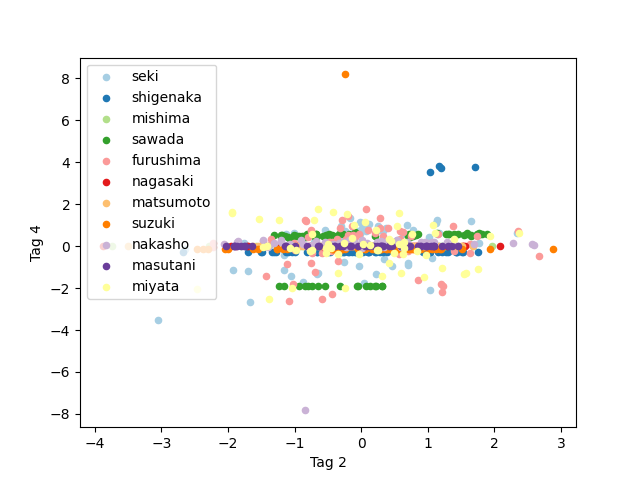 seki
shigenaka
mishima
sawada
furushima
nagasaki
matsumoto
suzuki
nakasho
masutani
miyata
8
6
4
2
0
−2
−4
−6
−8
Tag 4
−4 −3 −2 −1 0 1 2 3
Tag 2